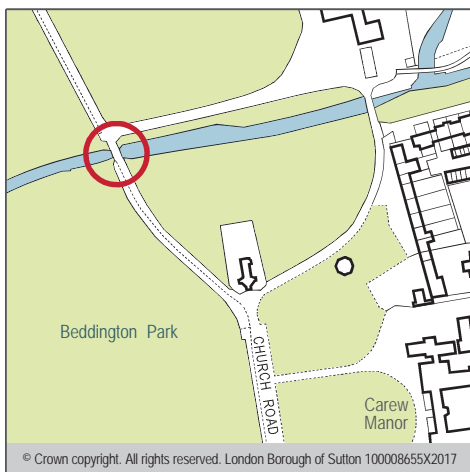 Beddington Park
CHURCH ROAD
Carew
Manor
© Crown copyright. All rights reserved. London Borough of Sutton 100008655X2017